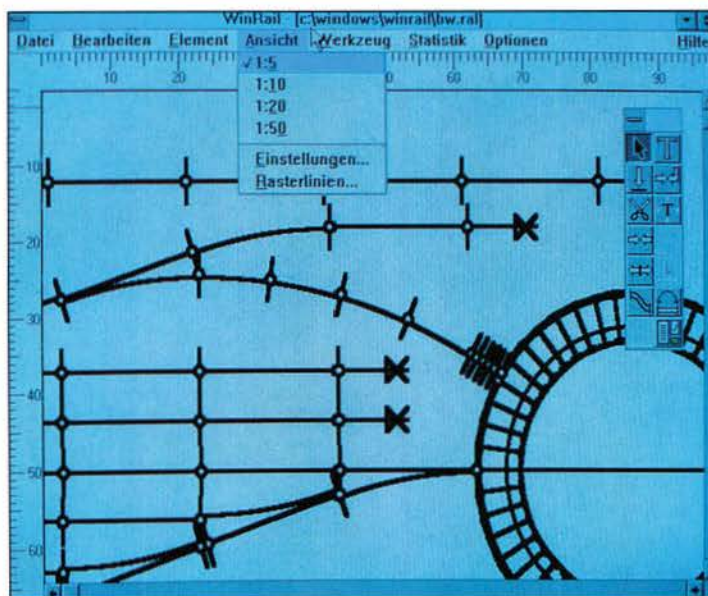 WinRail - [c:\windows\winrail\bw.ral]
Datei Bearbeiten Element Ansicht Werkzeug Statistik Optionen Hilfe
10 20 50 60 70 80 90
✓1:5
1:10
1:20
1:50
Einstellungen...
Rasterlinien...
10
20
30
40
50
60
T